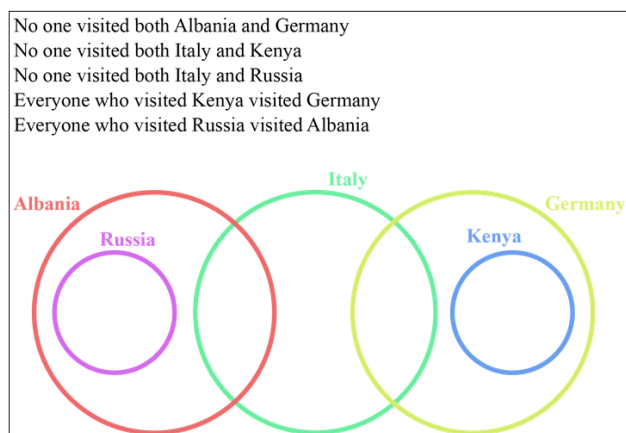 No one visited both Albania and Germany
No one visited both Italy and Kenya
No one visited both Italy and Russia
Everyone who visited Kenya visited Germany
Everyone who visited Russia visited Albania
Italy
Albania
Germany
Russia
Kenya